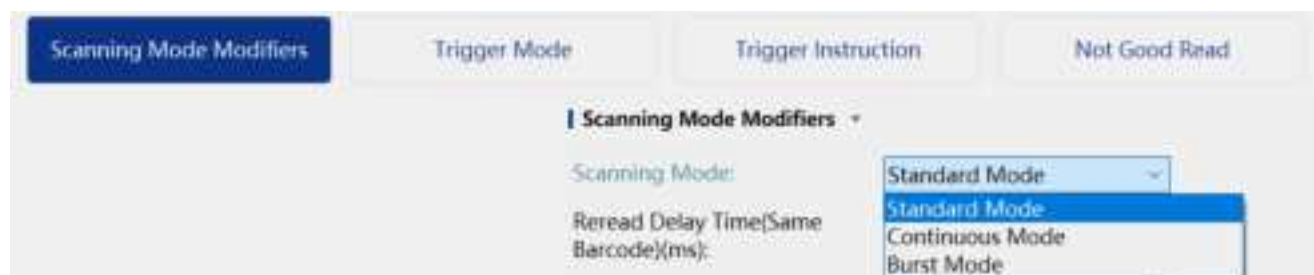 Scanning Mode Modifiers Trigger Mode Trigger Instruction Not Good Read
Scanning Mode Modifiers
Scanning Mode: Standard Mode
Standard Mode
Reread Delay Time(Same
Continuous Mode
Barcode)(ms):
Burst Mode